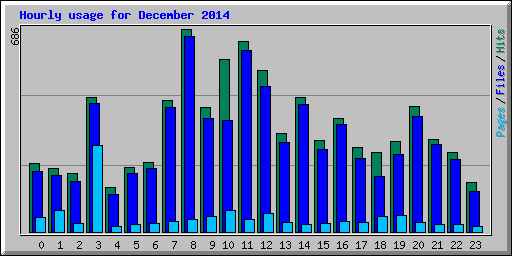 Hourly usage for December 2014
686
Pages/Files/Hits
0 1 2 3 4 5 6 7 8 9 10 11 12 13 14 15 16 17 18 19 20 21 22 23